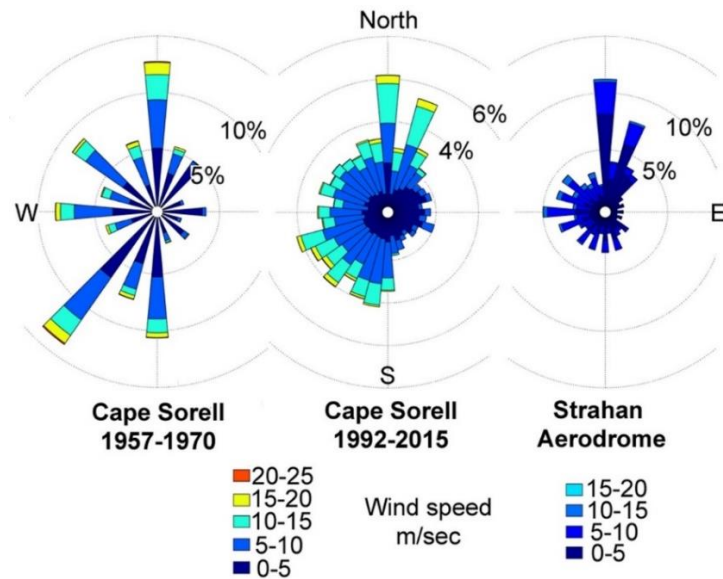 North
10%
5%
6%
4%
10%
5%
W
E
S
Cape Sorell
1957-1970
Cape Sorell
1992-2015
Strahan
Aerodrome
20-25
15-20
10-15
5-10
0-5
Wind speed
m/sec
15-20
10-15
5-10
0-5